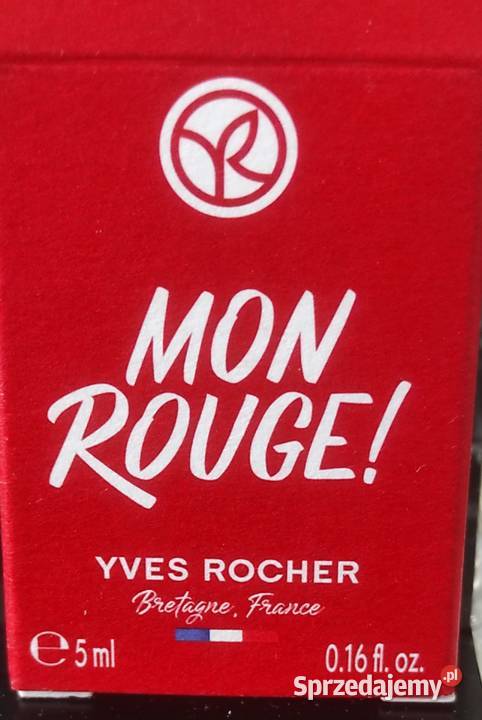 MON
ROUGE!
YVES ROCHER
Bretagne, France
℮ 5 ml 0.16 fl. oz.
Sprzedajemy.pl